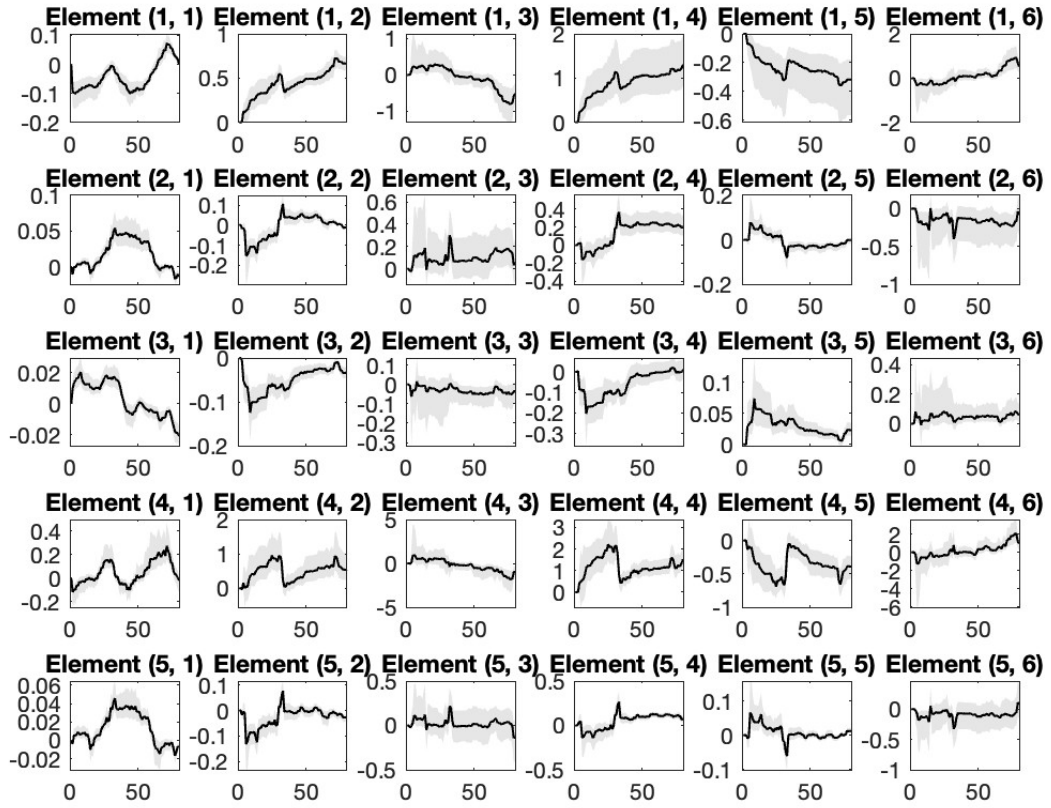 Element (1, 1) Element (1, 2) Element (1, 3) Element (1, 4) Element (1, 5) Element (1, 6)
0.1 1 1 2 0 2
0 0.5 0 1 -0.2 0
-0.1 -0.4
-0.2 0 -1 0 -0.6 -2
0 50 0 50 0 50 0 50 0 50 0 50
Element (2, 1) Element (2, 2) Element (2, 3) Element (2, 4) Element (2, 5) Element (2, 6)
0.1 0.1 0.6 0.4 0.2 0
0.05 0 0.4 0.2 0 -0.5
0 -0.1 0.2 0 -0.2 -1
-0.2 0 -0.2
-0.4
0 50 0 50 0 50 0 50 0 50 0 50
Element (3, 1) Element (3, 2) Element (3, 3) Element (3, 4) Element (3, 5) Element (3, 6)
0.02 0 0.1 0 0.1 0.4
0 -0.1 0 -0.1 0.05 0.2
-0.02 -0.2 -0.1 -0.2 0 0
-0.2 -0.3
-0.3
0 50 0 50 0 50 0 50 0 50 0 50
Element (4, 1) Element (4, 2) Element (4, 3) Element (4, 4) Element (4, 5) Element (4, 6)
0.4 2 5 3 0 2
0.2 1 0 2 -0.5 0
0 0 -5 1 -1 -2
-0.2 0 -4
-6
0 50 0 50 0 50 0 50 0 50 0 50
Element (5, 1) Element (5, 2) Element (5, 3) Element (5, 4) Element (5, 5) Element (5, 6)
0.06 0.1 0.5 0.5 0.1 0.5
0.04 0 0 0 0 0
0.02 -0.1 -0.5 -0.5 -0.1 -0.5
0 -0.2 -1
-0.02
0 50 0 50 0 50 0 50 0 50 0 50